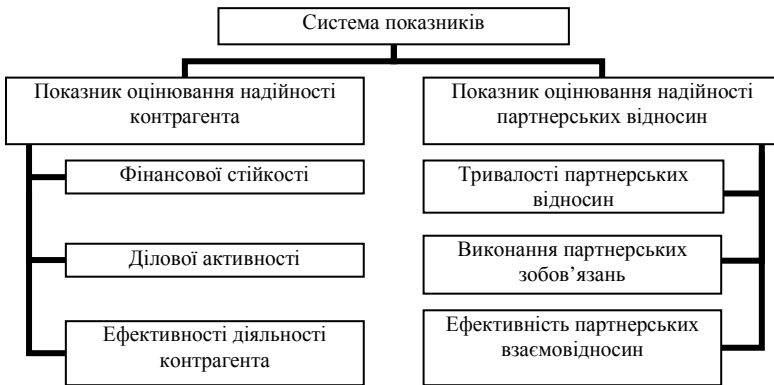 Система показників
Показник оцінювання надійності
контрагента
Фінансової стійкості
Ділової активності
Ефективності діяльності
контрагента
Показник оцінювання надійності
партнерських відносин
Тривалості партнерських
відносин
Виконання партнерських
зобов’язань
Ефективність партнерських
взаємовідносин